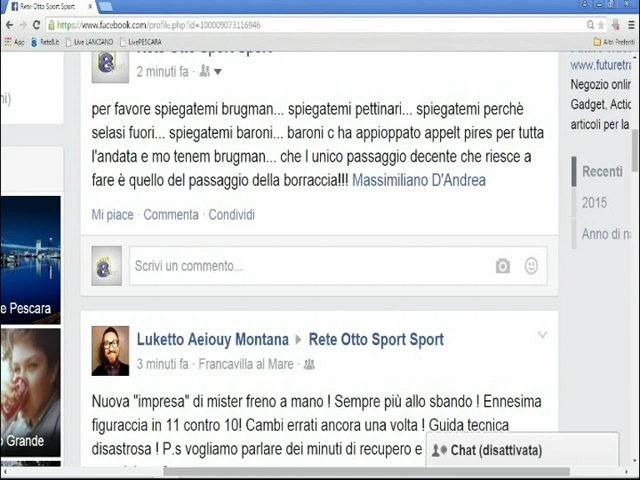 Rete Otto Sport Sport
https://www.facebook.com/profile.php?id=100009073116946
App Rete8.it Live LANCIANO LivePESCARA Altri Preferiti
Rete Otto Sport Sport
2 minuti fa ·
ni)
per favore spiegatemi brugman... spiegatemi pettinari... spiegatemi perchè
selasi fuori... spiegatemi baroni... baroni c ha appioppato appelt pires per tutta
l'andata e mo tenem brugman... che l unico passaggio decente che riesce a
fare è quello del passaggio della borraccia!!! Massimiliano D'Andrea
Mi piace · Commenta · Condividi
Scrivi un commento...
e Pescara
o Grande
Luketto Aeiouy Montana Rete Otto Sport Sport
3 minuti fa · Francavilla al Mare ·
Nuova "impresa" di mister freno a mano ! Sempre più allo sbando ! Ennesima
figuraccia in 11 contro 10! Cambi errati ancora una volta ! Guida tecnica
disastrosa ! P.s vogliamo parlare dei minuti di recupero e
Chat (disattivata)
www.futuretra
Negozio onlin
Gadget, Actio
articoli per la
Recenti
2015
Anno di na